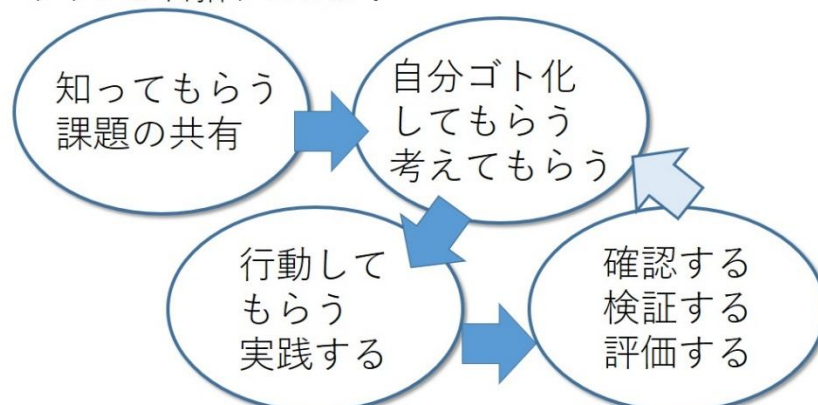 知ってもらう
課題の共有
自分ゴト化
してもらう
考えてもらう
行動して
もらう
実践する
確認する
検証する
評価する